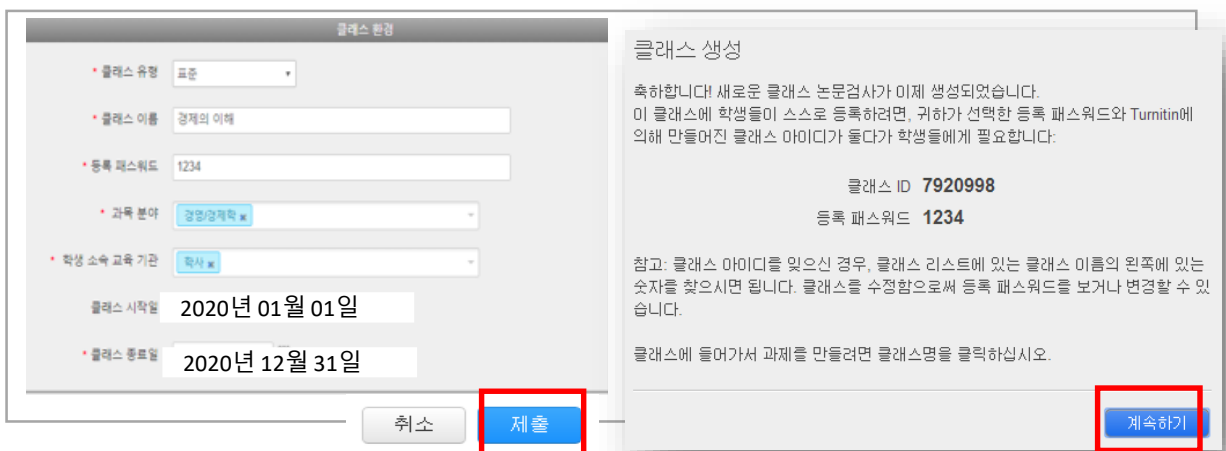 클래스 환경
* 클래스 유형 표준
* 클래스 이름 경제의 이해
* 등록 패스워드 1234
* 과목 분야 경영/경제학 x
* 학생 소속 교육 기관 학사 x
클래스 시작일 2020년 01월 01일
* 클래스 종료일 2020년 12월 31일
취소 제출
클래스 생성
축하합니다! 새로운 클래스 논문검사가 이제 생성되었습니다.
이 클래스에 학생들이 스스로 등록하려면, 귀하가 선택한 등록 패스워드와 Turnitin에
의해 만들어진 클래스 아이디가 둘다가 학생들에게 필요합니다:
클래스 ID 7920998
등록 패스워드 1234
참고: 클래스 아이디를 잊으신 경우, 클래스 리스트에 있는 클래스 이름의 왼쪽에 있는
숫자를 찾으시면 됩니다. 클래스를 수정함으로써 등록 패스워드를 보거나 변경할 수 있
습니다.
클래스에 들어가서 과제를 만들려면 클래스명을 클릭하십시오.
계속하기